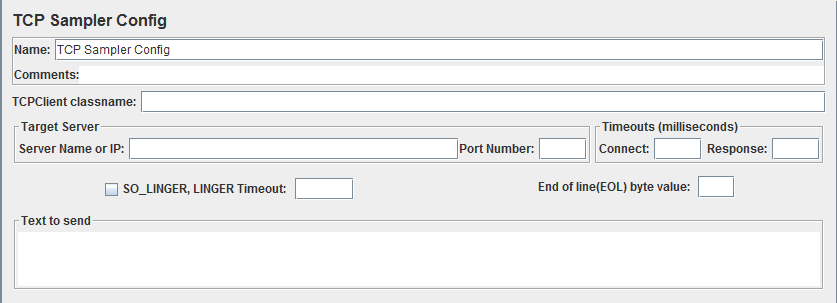 TCP Sampler Config
Name: TCP Sampler Config
Comments:
TCPClient classname:
Target Server Timeouts (milliseconds)
Server Name or IP: Port Number: Connect: Response:
SO_LINGER, LINGER Timeout: End of line(EOL) byte value:
Text to send